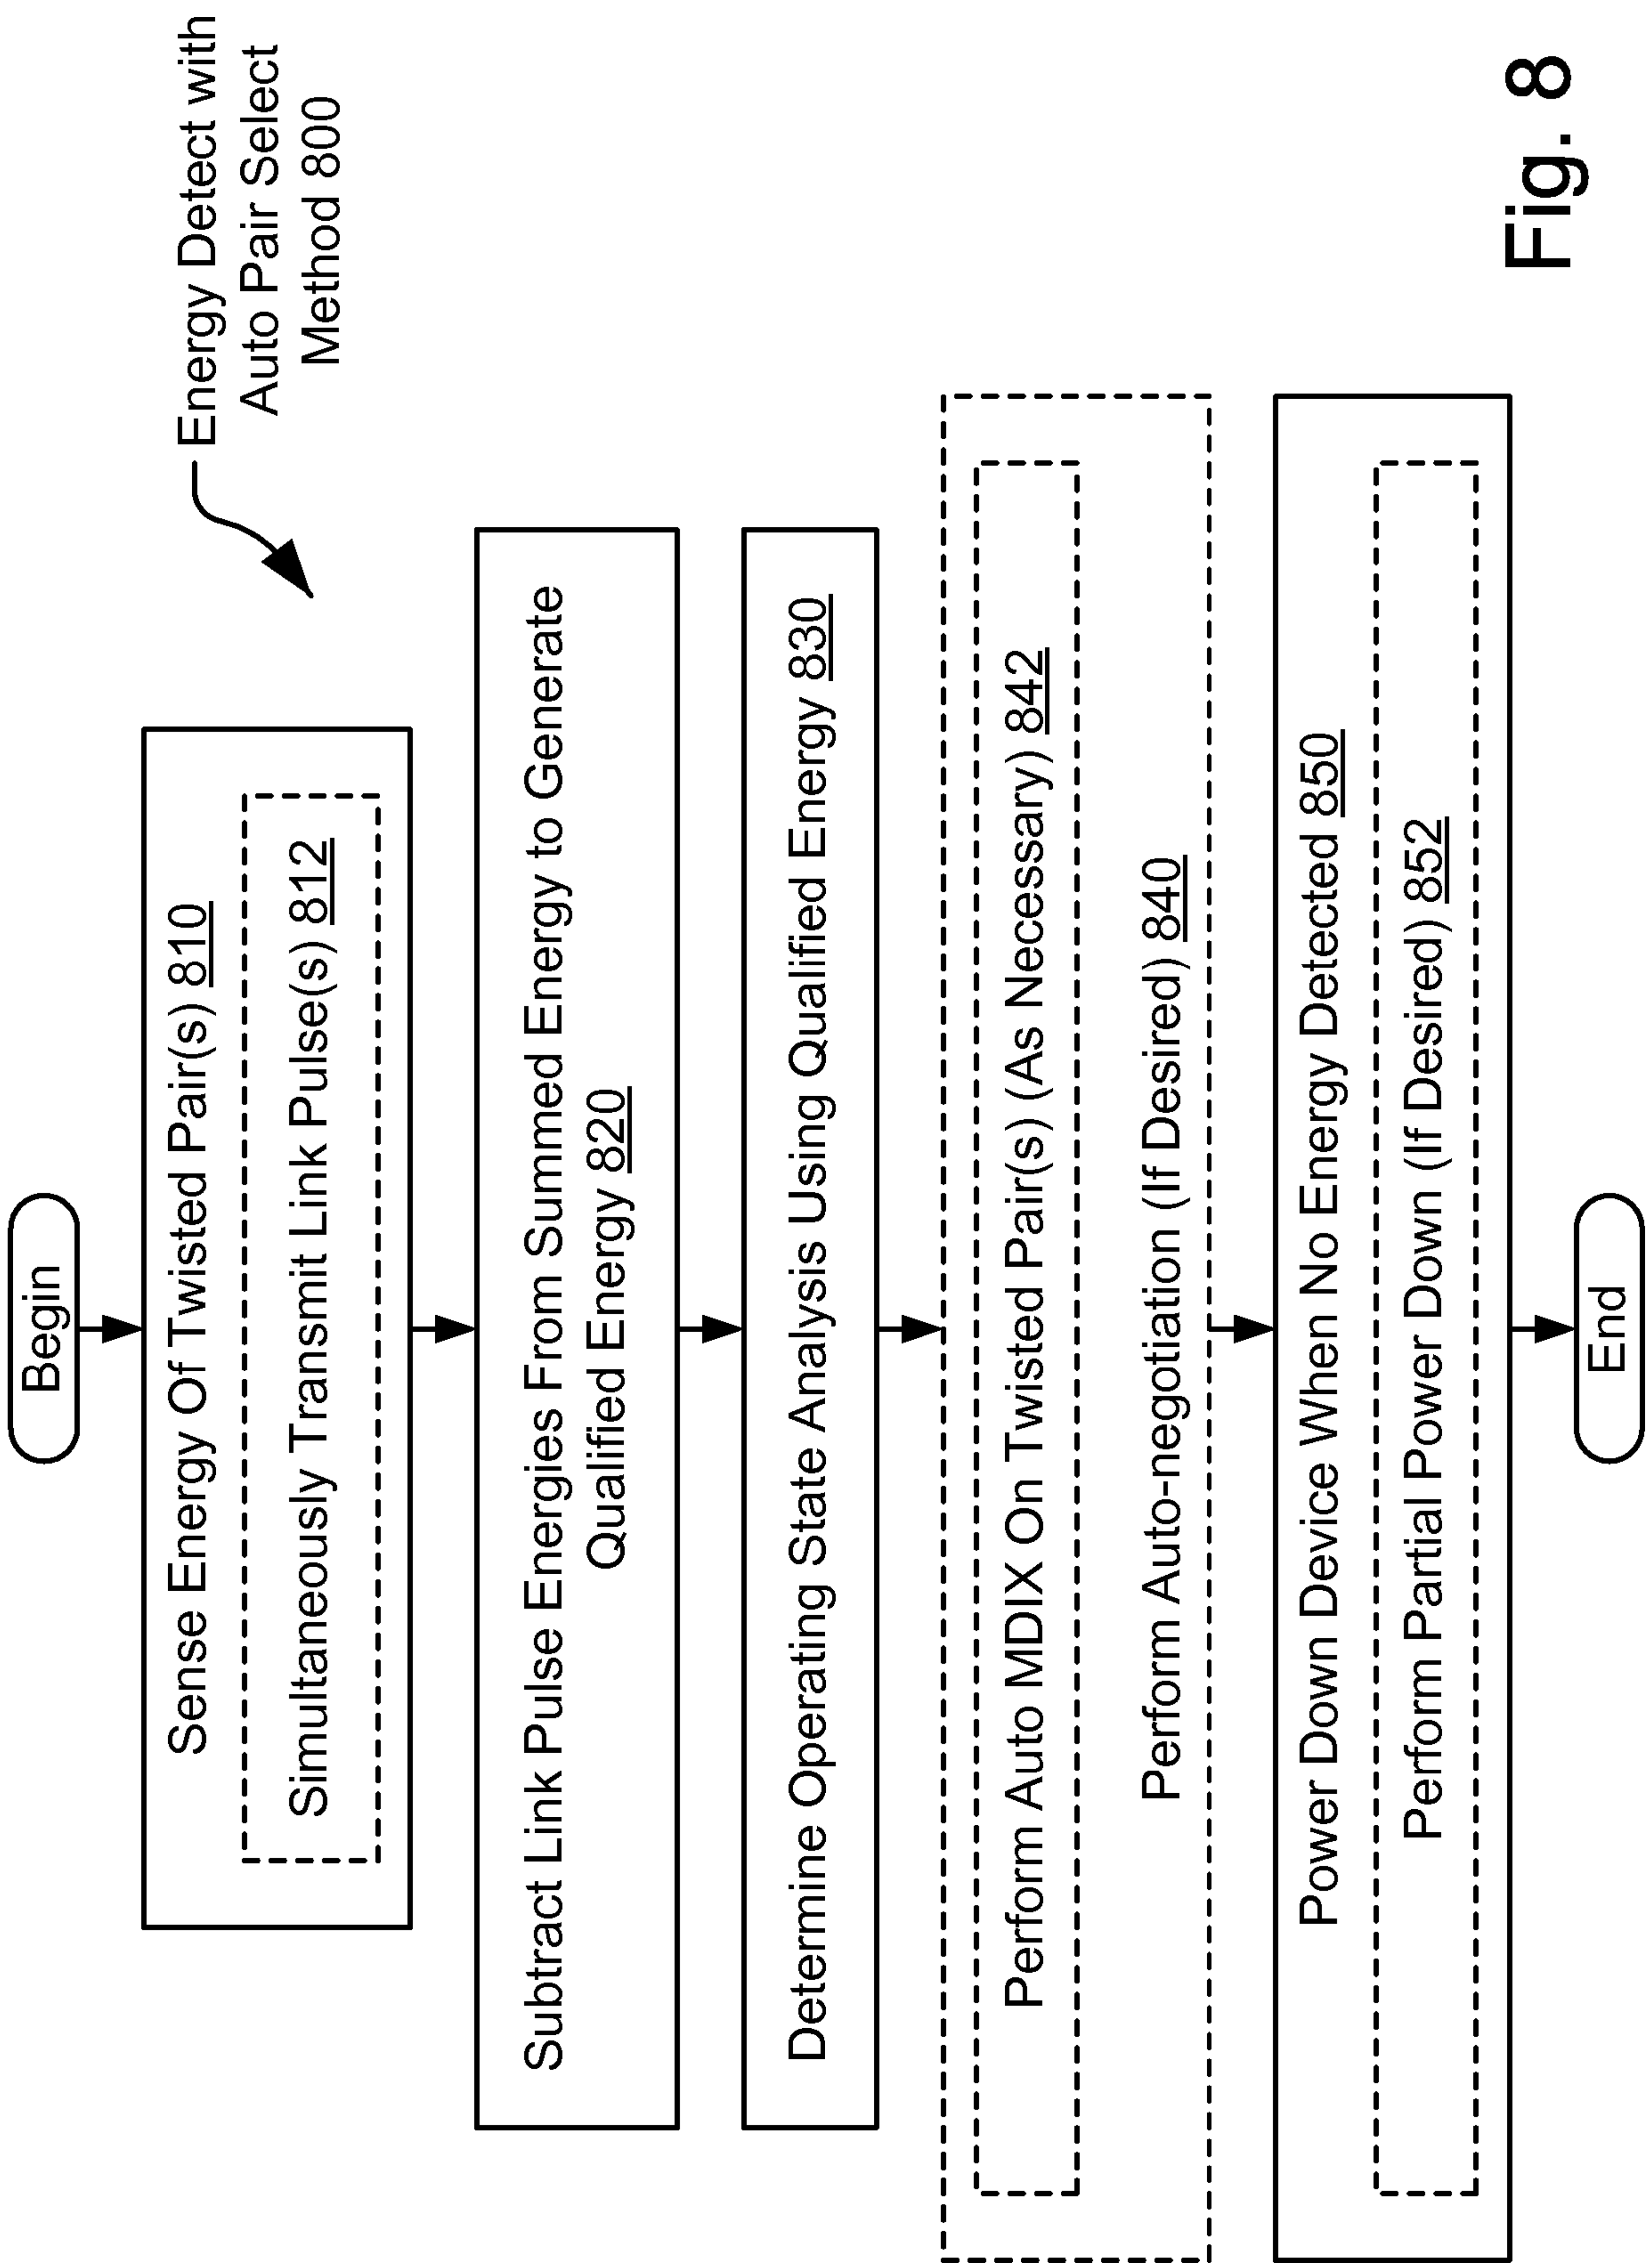 Energy Detect with
Auto Pair Select
Method 800
Begin
Sense Energy Of Twisted Pair(s) 810
Simultaneously Transmit Link Pulse(s) 812
Subtract Link Pulse Energies From Summed Energy to Generate
Qualified Energy 820
Determine Operating State Analysis Using Qualified Energy 830
Perform Auto MDIX On Twisted Pair(s) (As Necessary) 842
Perform Auto-negotiation (If Desired) 840
Power Down Device When No Energy Detected 850
Perform Partial Power Down (If Desired) 852
End
Fig. 8